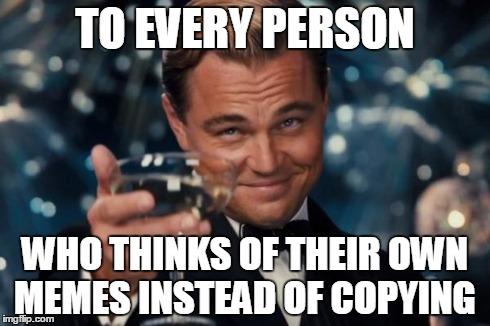 TO EVERY PERSON
WHO THINKS OF THEIR OWN
MEMES INSTEAD OF COPYING
imgflip.com